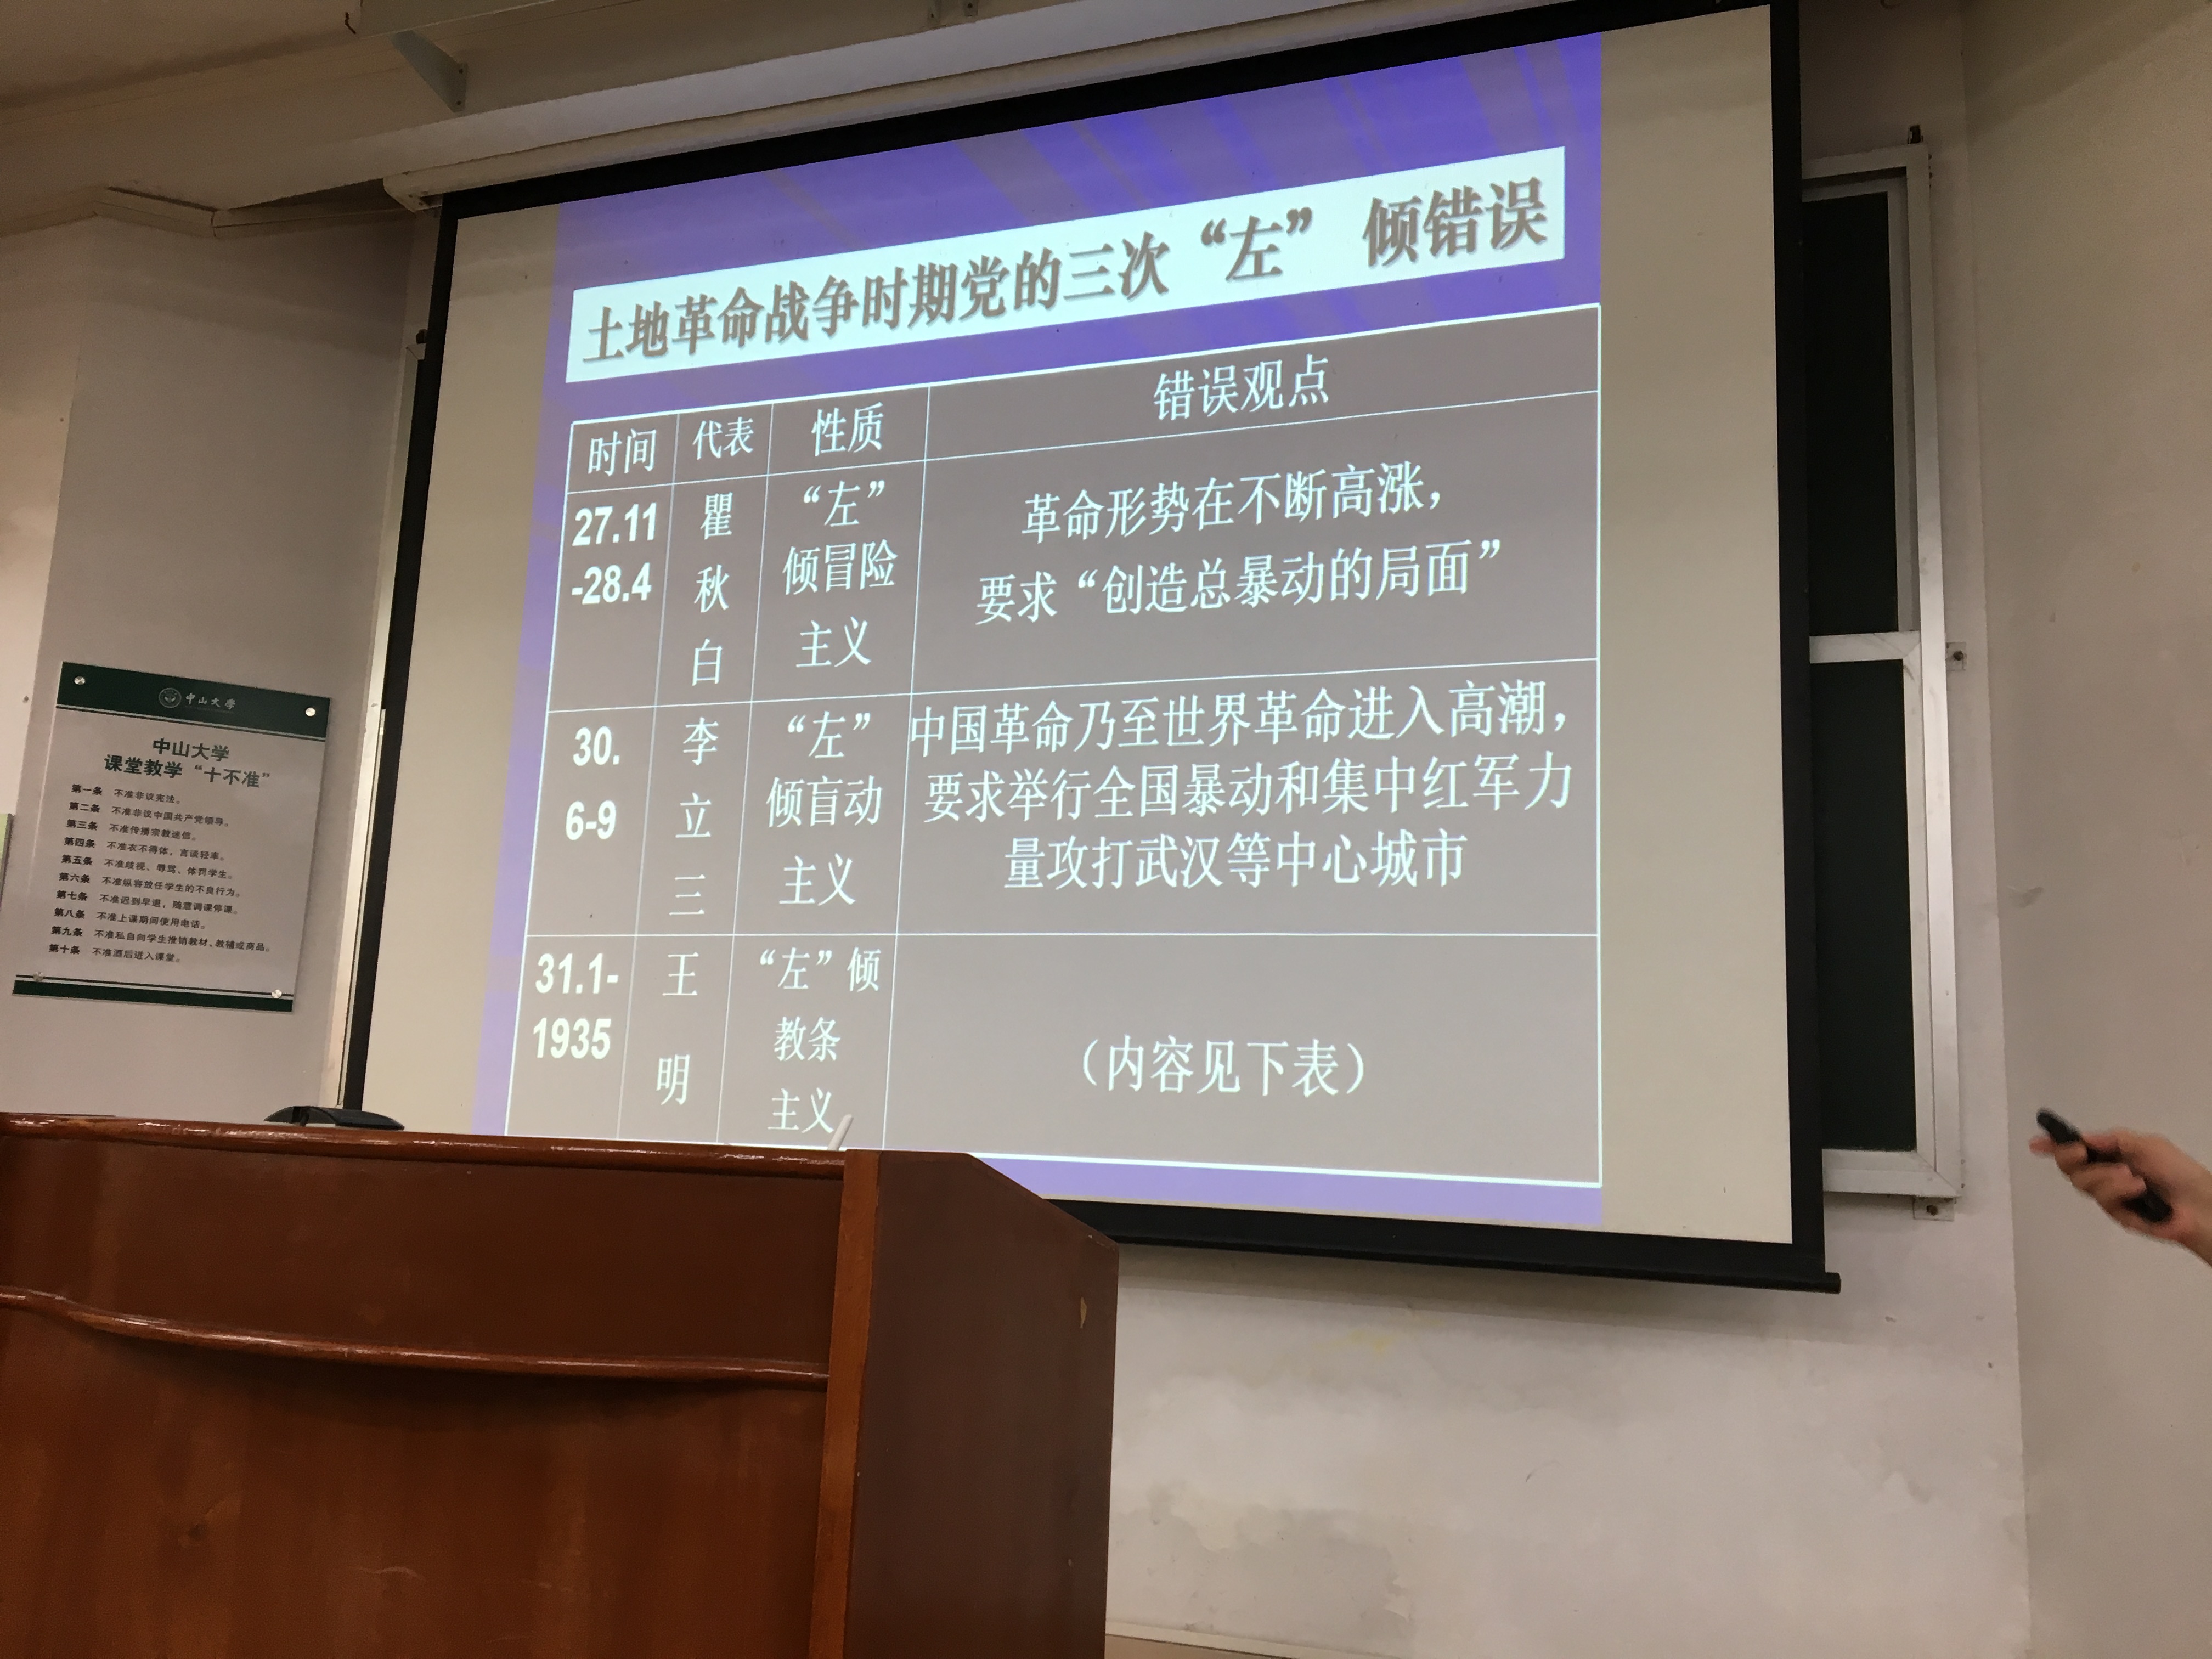 土地革命战争时期党的三次“左” 倾错误
时间
代表
性质
错误观点
27.11
-28.4
瞿
秋
白
“左”
倾冒险
主义
革命形势在不断高涨，
要求“创造总暴动的局面”
30.
6-9
李
立
三
“左”
倾盲动
主义
中国革命乃至世界革命进入高潮，
要求举行全国暴动和集中红军力
量攻打武汉等中心城市
31.1-
1935
王
明
“左”倾
教条
主义
（内容见下表）
中山大学
中山大学
课堂教学“十不准”
第一条 不准非议宪法。
第二条 不准非议中国共产党领导。
第三条 不准传播宗教迷信。
第四条 不准衣不得体，言谈轻率。
第五条 不准歧视、辱骂、体罚学生。
第六条 不准纵容放任学生的不良行为。
第七条 不准迟到早退，随意调课停课。
第八条 不准上课期间使用电话。
第九条 不准私自向学生推销教材、教辅或商品。
第十条 不准酒后进入课堂。